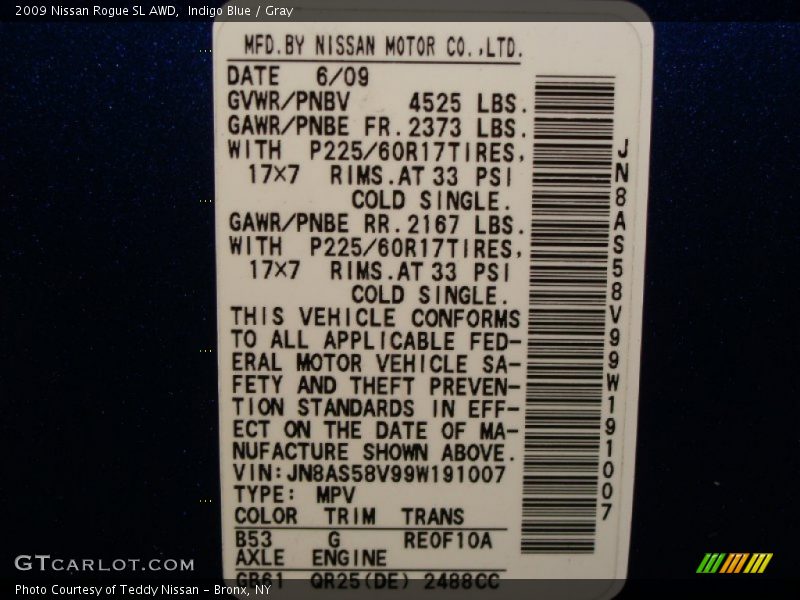 2009 Nissan Rogue SL AWD, Indigo Blue / Gray
MFD.BY NISSAN MOTOR CO.,LTD.
DATE 6/09
GVWR/PNBV 4525 LBS.
GAWR/PNBE FR.2373 LBS.
WITH P225/60R17TIRES,
17×7 RIMS.AT 33 PSI
COLD SINGLE.
GAWR/PNBE RR.2167 LBS.
WITH P225/60R17TIRES,
17×7 RIMS.AT 33 PSI
COLD SINGLE.
THIS VEHICLE CONFORMS
TO ALL APPLICABLE FED-
ERAL MOTOR VEHICLE SA-
FETY AND THEFT PREVEN-
TION STANDARDS IN EFF-
ECT ON THE DATE OF MA-
NUFACTURE SHOWN ABOVE.
VIN:JN8AS58V99W191007
TYPE: MPV
COLOR TRIM TRANS
B53 G RE0F10A
AXLE ENGINE
GR61 QR25(DE) 2488CC
JN8AS58V99W191007
GTCARLOT.COM
Photo Courtesy of Teddy Nissan - Bronx, NY